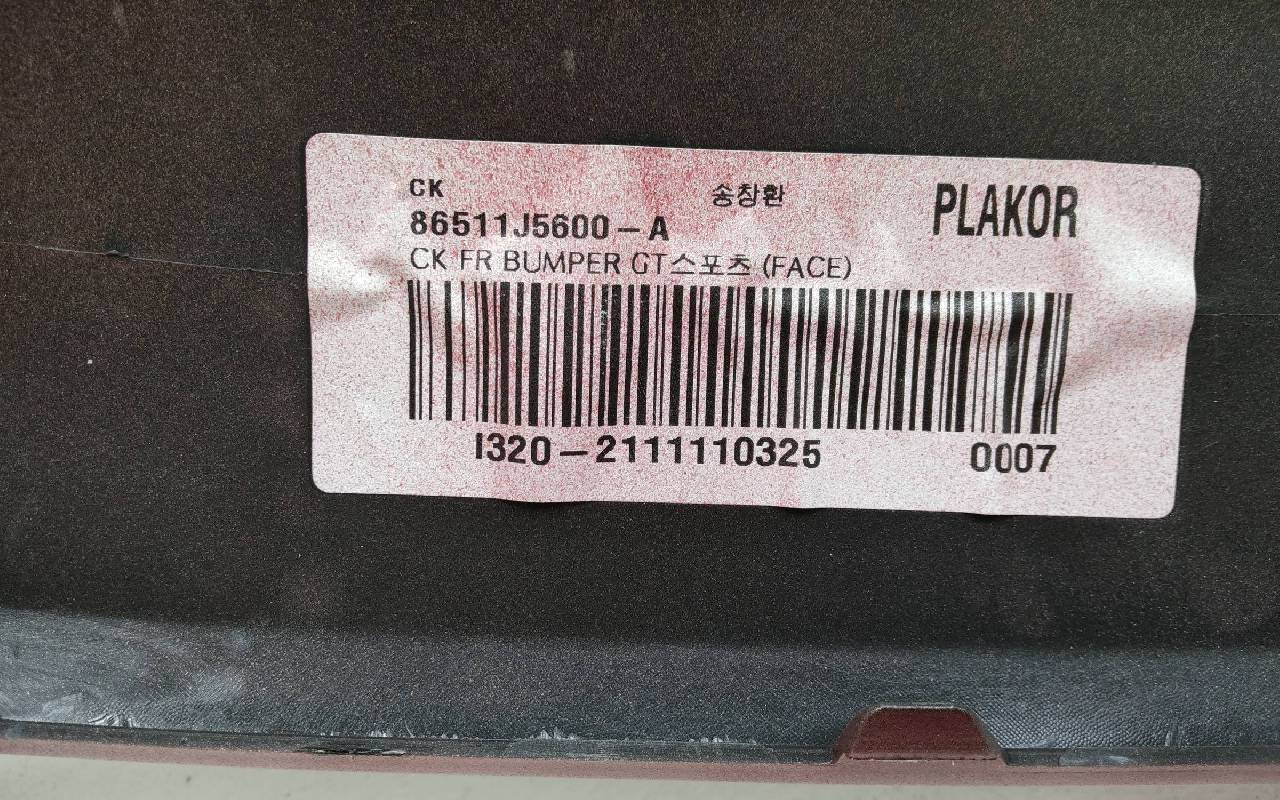 CK 송창환 PLAKOR
86511J5600-A
CK FR BUMPER GT스포츠 (FACE)
I320-2111110325 0007